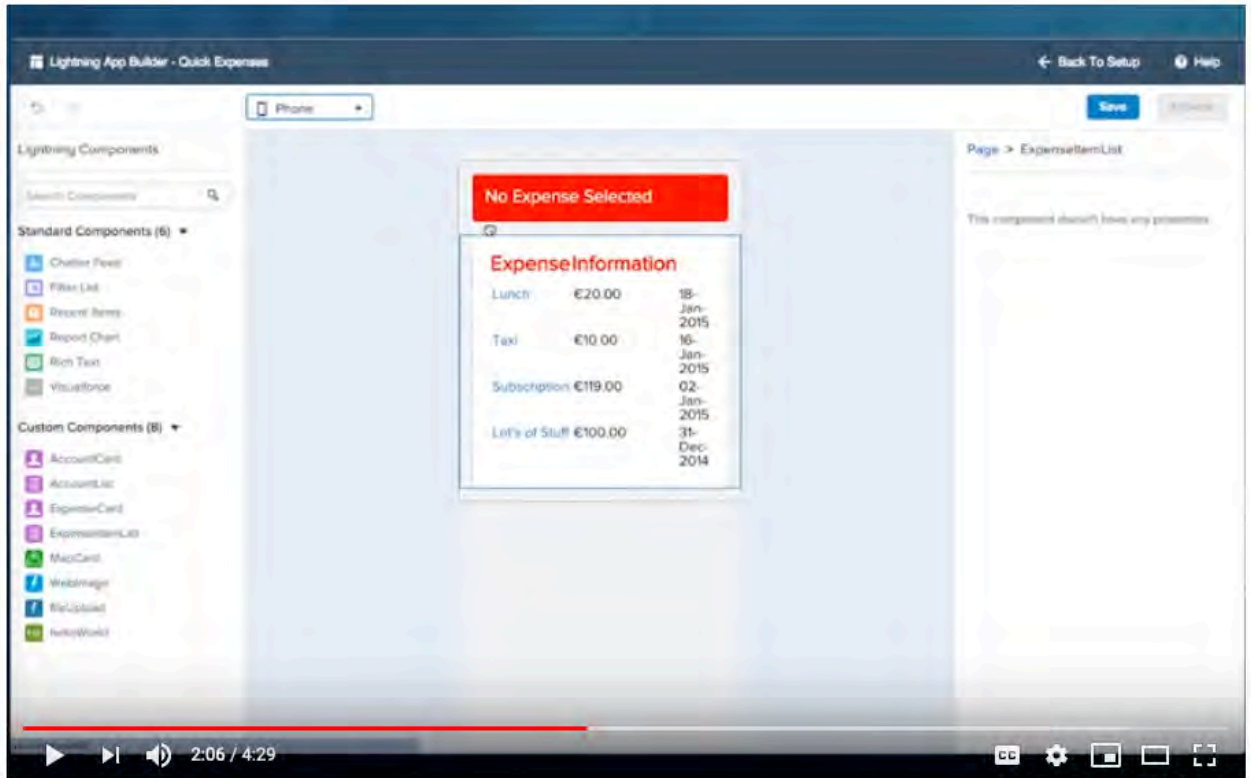 Lightning App Builder - Quick Expenses
← Back To Setup
Help
Phone
Save
Lightning Components
Page > ExpenseItemList
Search Components
This component doesn't have any properties.
No Expense Selected
Standard Components (6)
Chatter Feed
Filter List
Recent Items
Report Chart
Rich Text
Visualforce
ExpenseInformation
Lunch €20.00 18-
Jan-
2015
Taxi €10.00 16-
Jan-
2015
Subscription €119.00 02-
Jan-
2015
Lot's of Stuff €100.00 31-
Dec-
2014
Custom Components (8)
AccountCard
AccountList
ExpenseCard
ExpenseItemList
MapCard
WebImage
fileUpload
helloWorld
2:06 / 4:29
CC